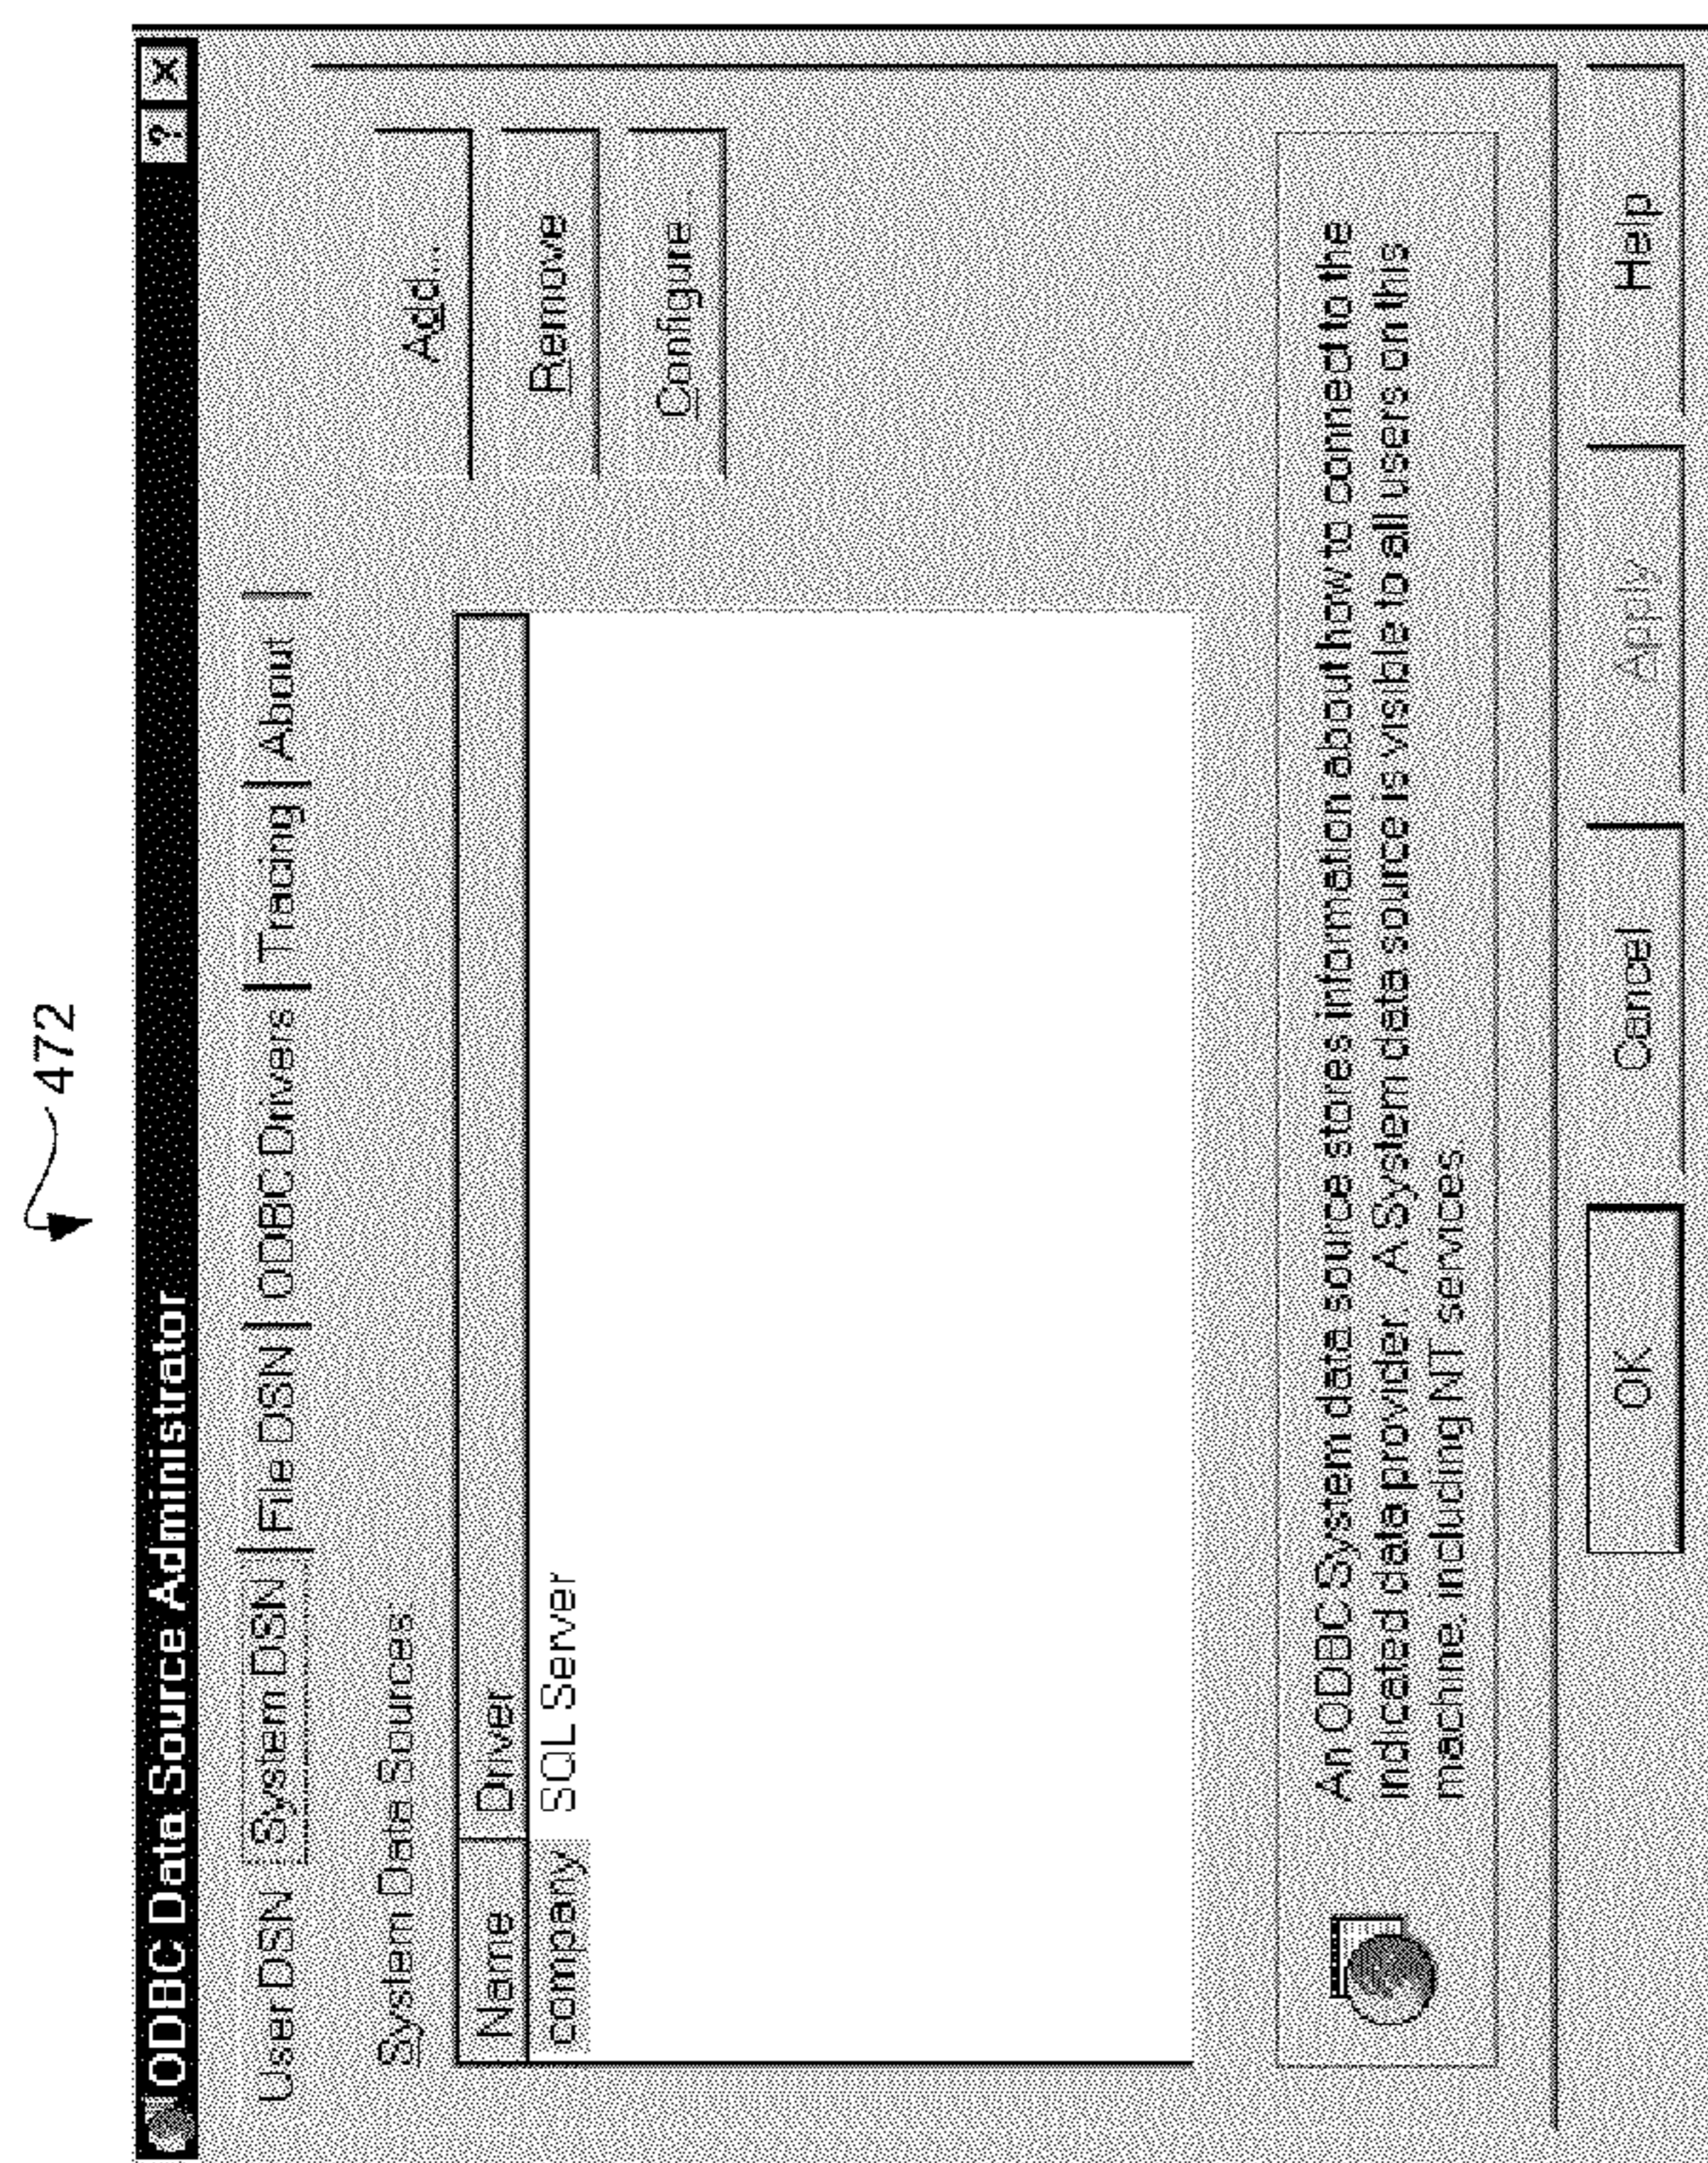 472
ODBC Data Source Administrator ? X
User DSN System DSN File DSN ODBC Drivers Tracing About
System Data Sources:
Name Driver
company SQL Server
Add...
Remove
Configure...
An ODBC System data source stores information about how to connect to the
indicated data provider. A System data source is visible to all users on this
machine, including NT services.
OK Cancel Apply Help